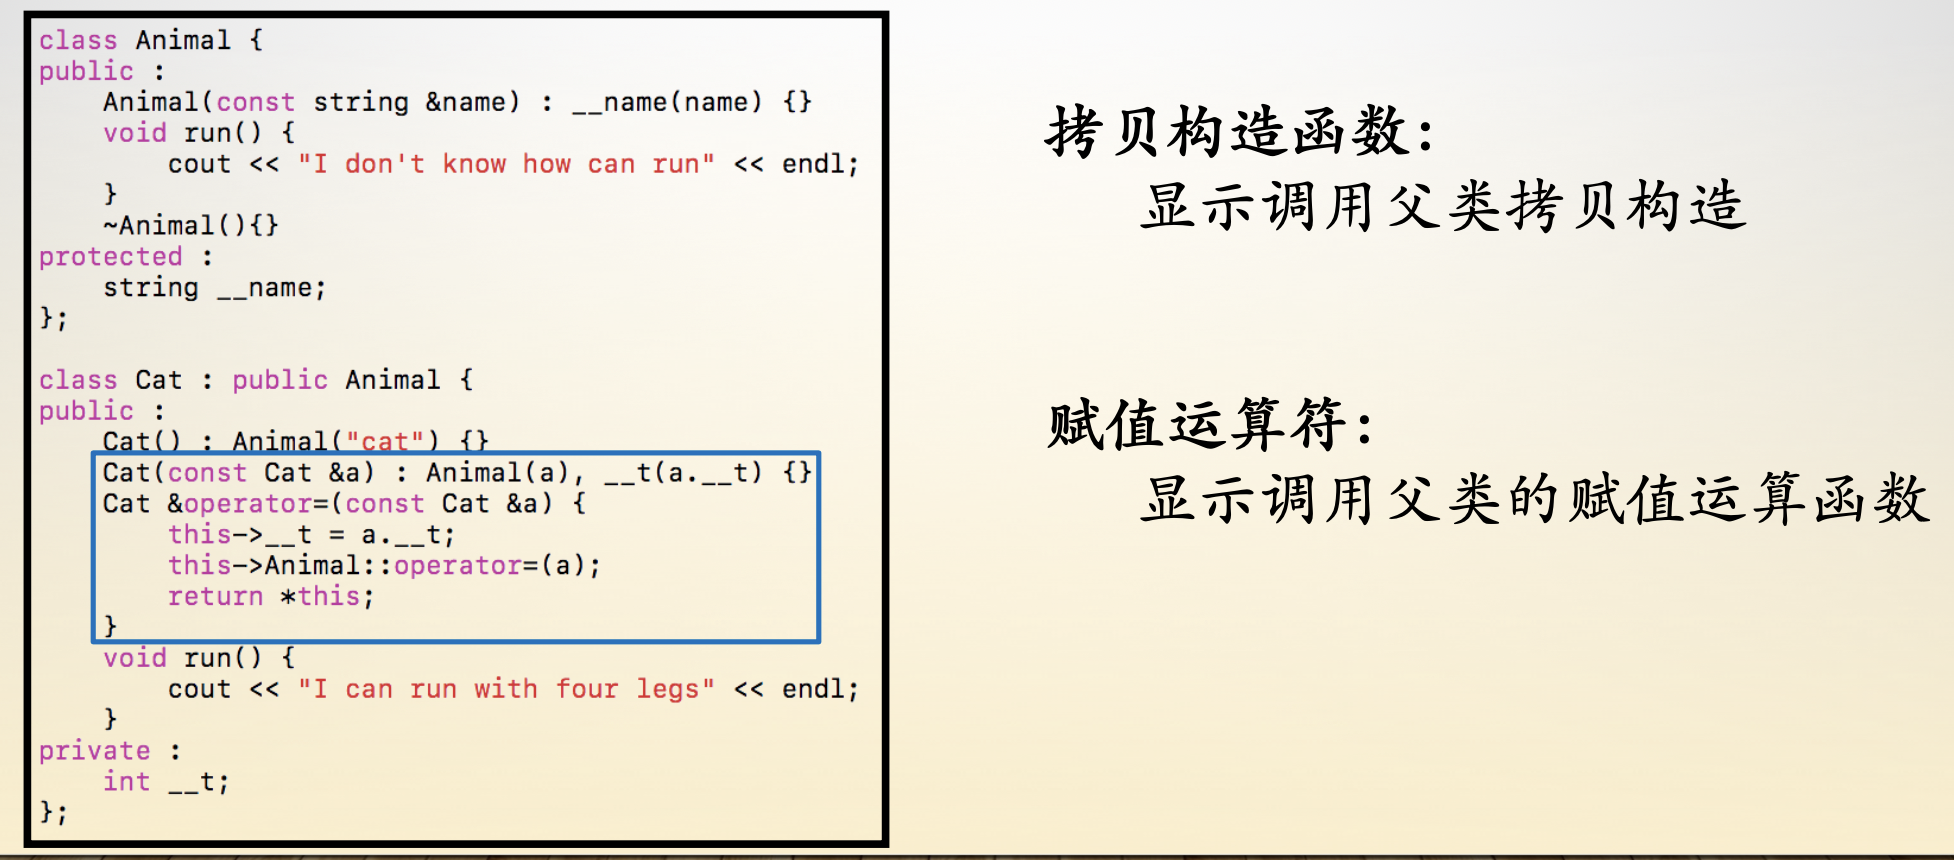 class Animal {
public :
    Animal(const string &name) : __name(name) {}
    void run() {
        cout << "I don't know how can run" << endl;
    }
    ~Animal(){}
protected :
    string __name;
};
class Cat : public Animal {
public :
    Cat() : Animal("cat") {}
    Cat(const Cat &a) : Animal(a), __t(a.__t) {}
    Cat &operator=(const Cat &a) {
        this->__t = a.__t;
        this->Animal::operator=(a);
        return *this;
    }
    void run() {
        cout << "I can run with four legs" << endl;
    }
private :
    int __t;
};
拷贝构造函数：
显示调用父类拷贝构造
赋值运算符：
显示调用父类的赋值运算函数